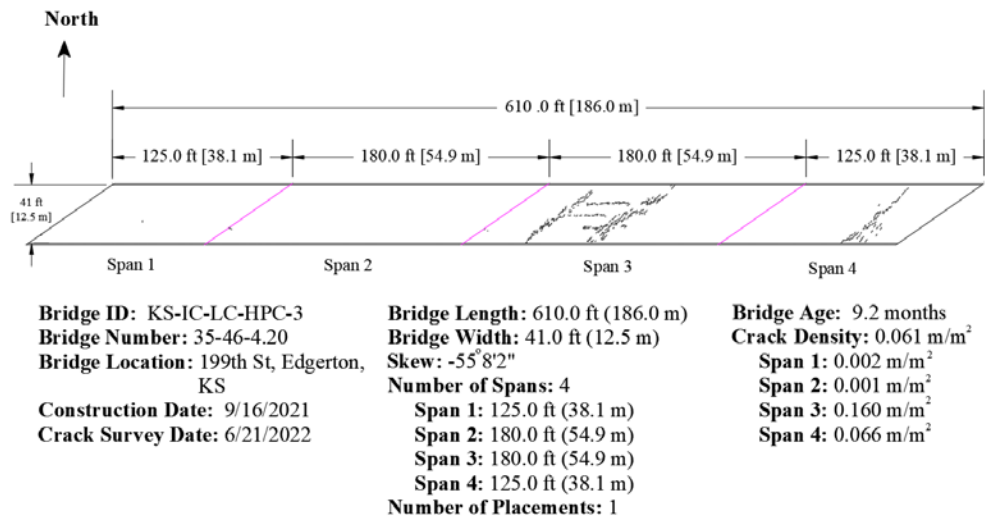 North
610 .0 ft [186.0 m]
125.0 ft [38.1 m]
180.0 ft [54.9 m]
180.0 ft [54.9 m]
125.0 ft [38.1 m]
41 ft
[12.5 m]
Span 1
Span 2
Span 3
Span 4
Bridge ID: KS-IC-LC-HPC-3
Bridge Number: 35-46-4.20
Bridge Location: 199th St, Edgerton,
KS
Construction Date: 9/16/2021
Crack Survey Date: 6/21/2022
Bridge Length: 610.0 ft (186.0 m)
Bridge Width: 41.0 ft (12.5 m)
Skew: -55°8'2"
Number of Spans: 4
Span 1: 125.0 ft (38.1 m)
Span 2: 180.0 ft (54.9 m)
Span 3: 180.0 ft (54.9 m)
Span 4: 125.0 ft (38.1 m)
Number of Placements: 1
Bridge Age: 9.2 months
Crack Density: 0.061 m/m²
Span 1: 0.002 m/m²
Span 2: 0.001 m/m²
Span 3: 0.160 m/m²
Span 4: 0.066 m/m²